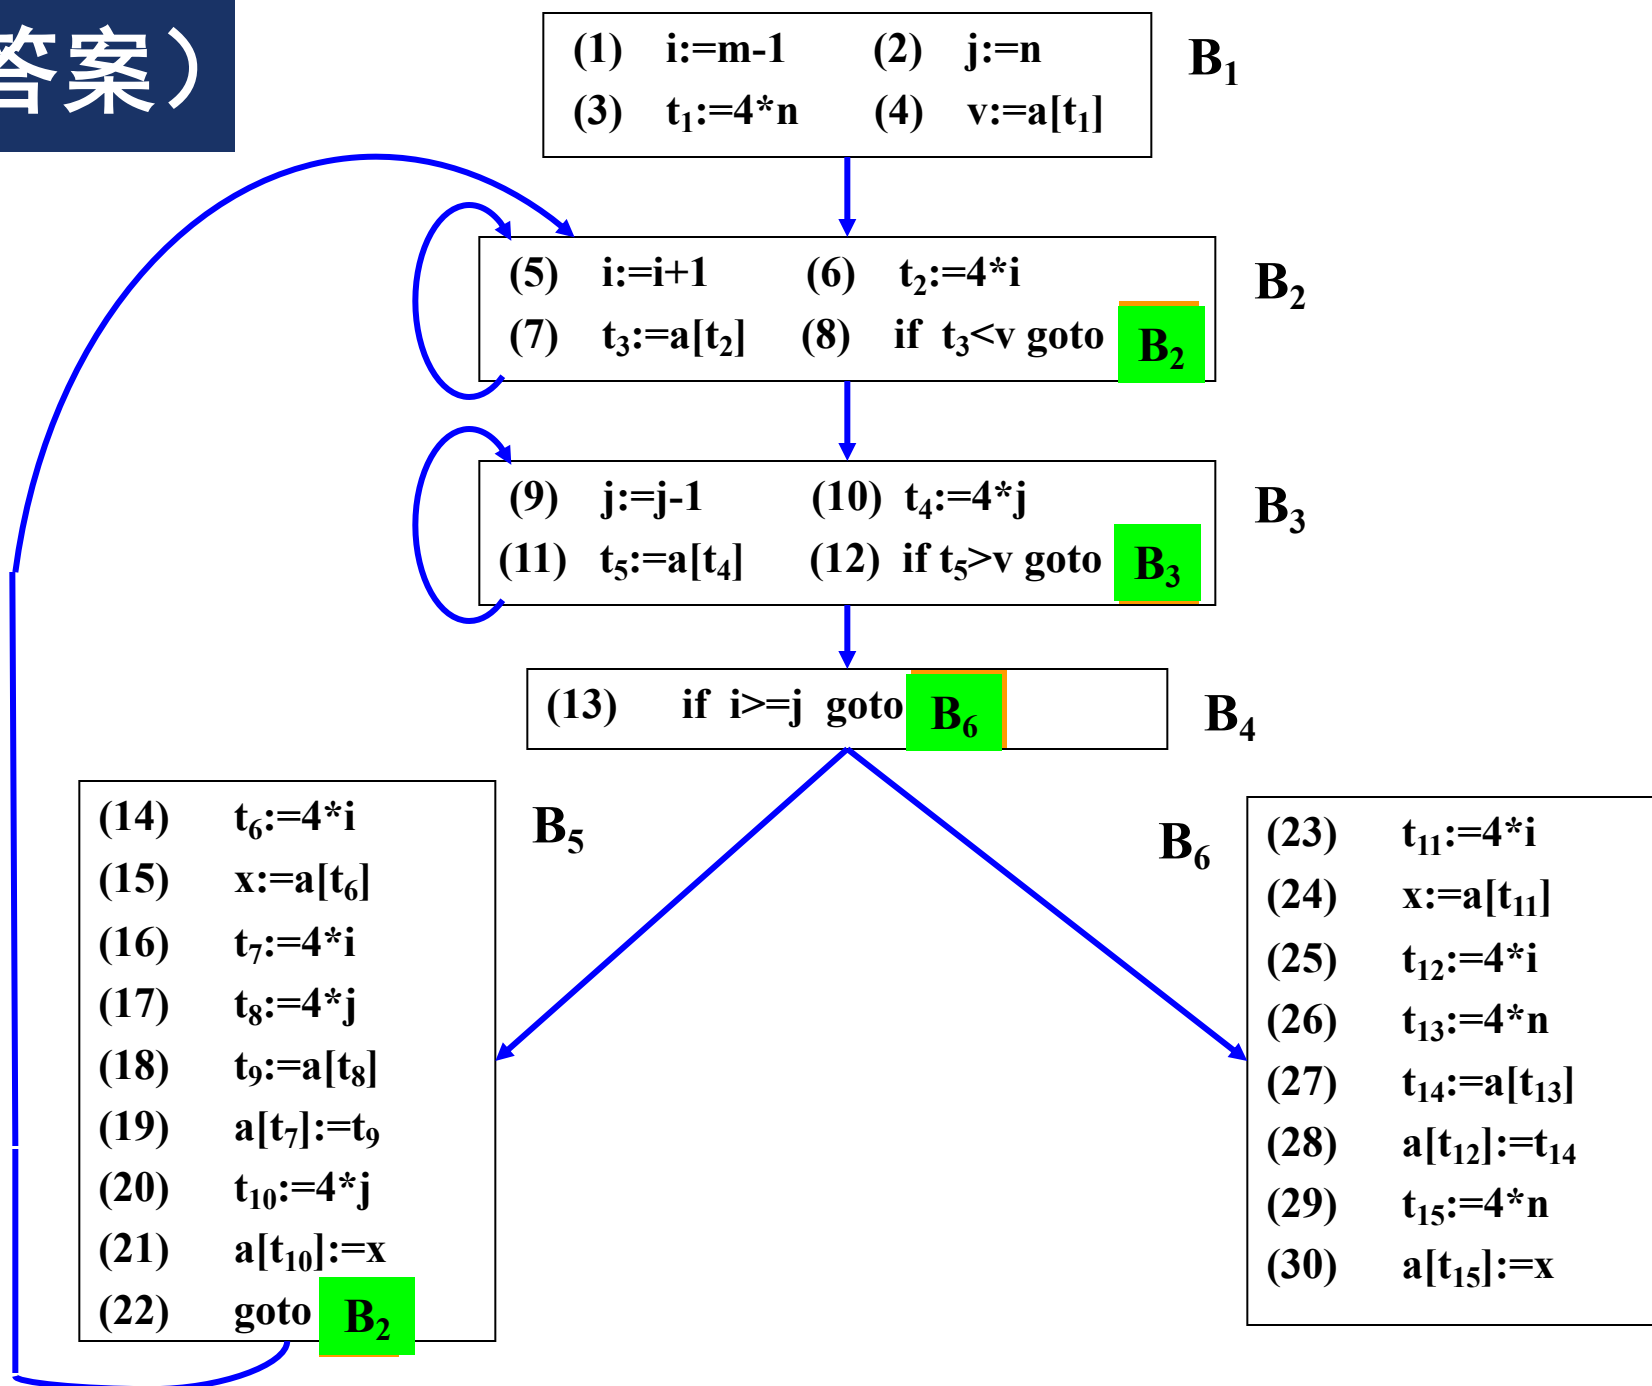 答案）
(1) i:=m-1 (2) j:=n
(3) t₁:=4*n (4) v:=a[t₁]
B₁
(5) i:=i+1 (6) t₂:=4*i
(7) t₃:=a[t₂] (8) if t₃<v goto B₂
B₂
(9) j:=j-1 (10) t₄:=4*j
(11) t₅:=a[t₄] (12) if t₅>v goto B₃
B₃
(13) if i>=j goto B₆
B₄
(14) t₆:=4*i
(15) x:=a[t₆]
(16) t₇:=4*i
(17) t₈:=4*j
(18) t₉:=a[t₈]
(19) a[t₇]:=t₉
(20) t₁₀:=4*j
(21) a[t₁₀]:=x
(22) goto B₂
B₅
B₆
(23) t₁₁:=4*i
(24) x:=a[t₁₁]
(25) t₁₂:=4*i
(26) t₁₃:=4*n
(27) t₁₄:=a[t₁₃]
(28) a[t₁₂]:=t₁₄
(29) t₁₅:=4*n
(30) a[t₁₅]:=x